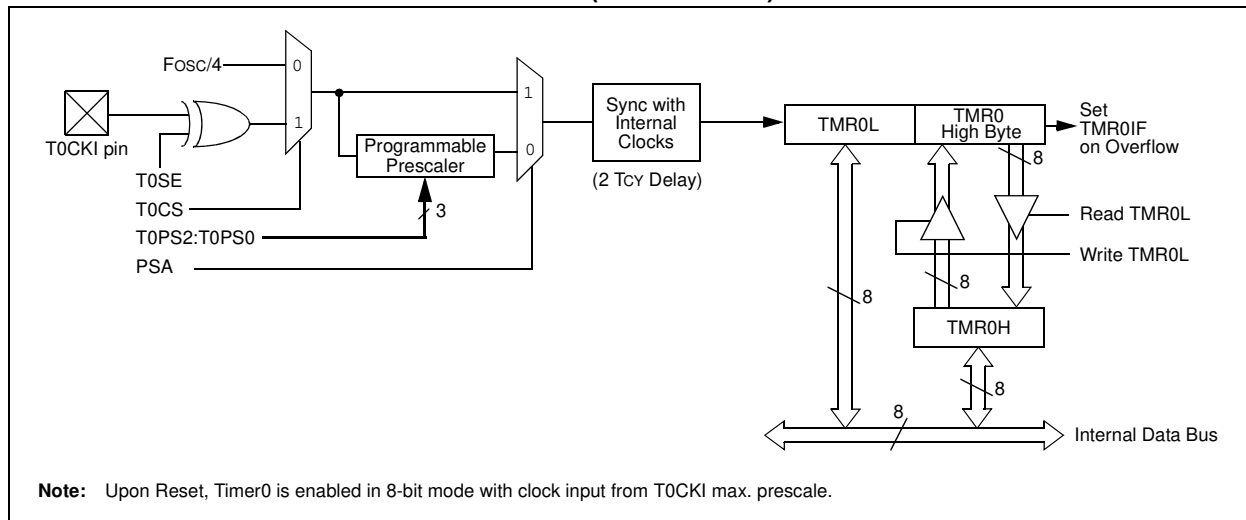 FOSC/4
0
1
T0CKI pin
T0SE
T0CS
T0PS2:T0PS0
PSA
Programmable
Prescaler
3
1
0
Sync with
Internal
Clocks
(2 TCY Delay)
TMR0L
TMR0
High Byte
Set
TMR0IF
on Overflow
8
Read TMR0L
Write TMR0L
8
8
TMR0H
8
8
Internal Data Bus
Note: Upon Reset, Timer0 is enabled in 8-bit mode with clock input from T0CKI max. prescale.